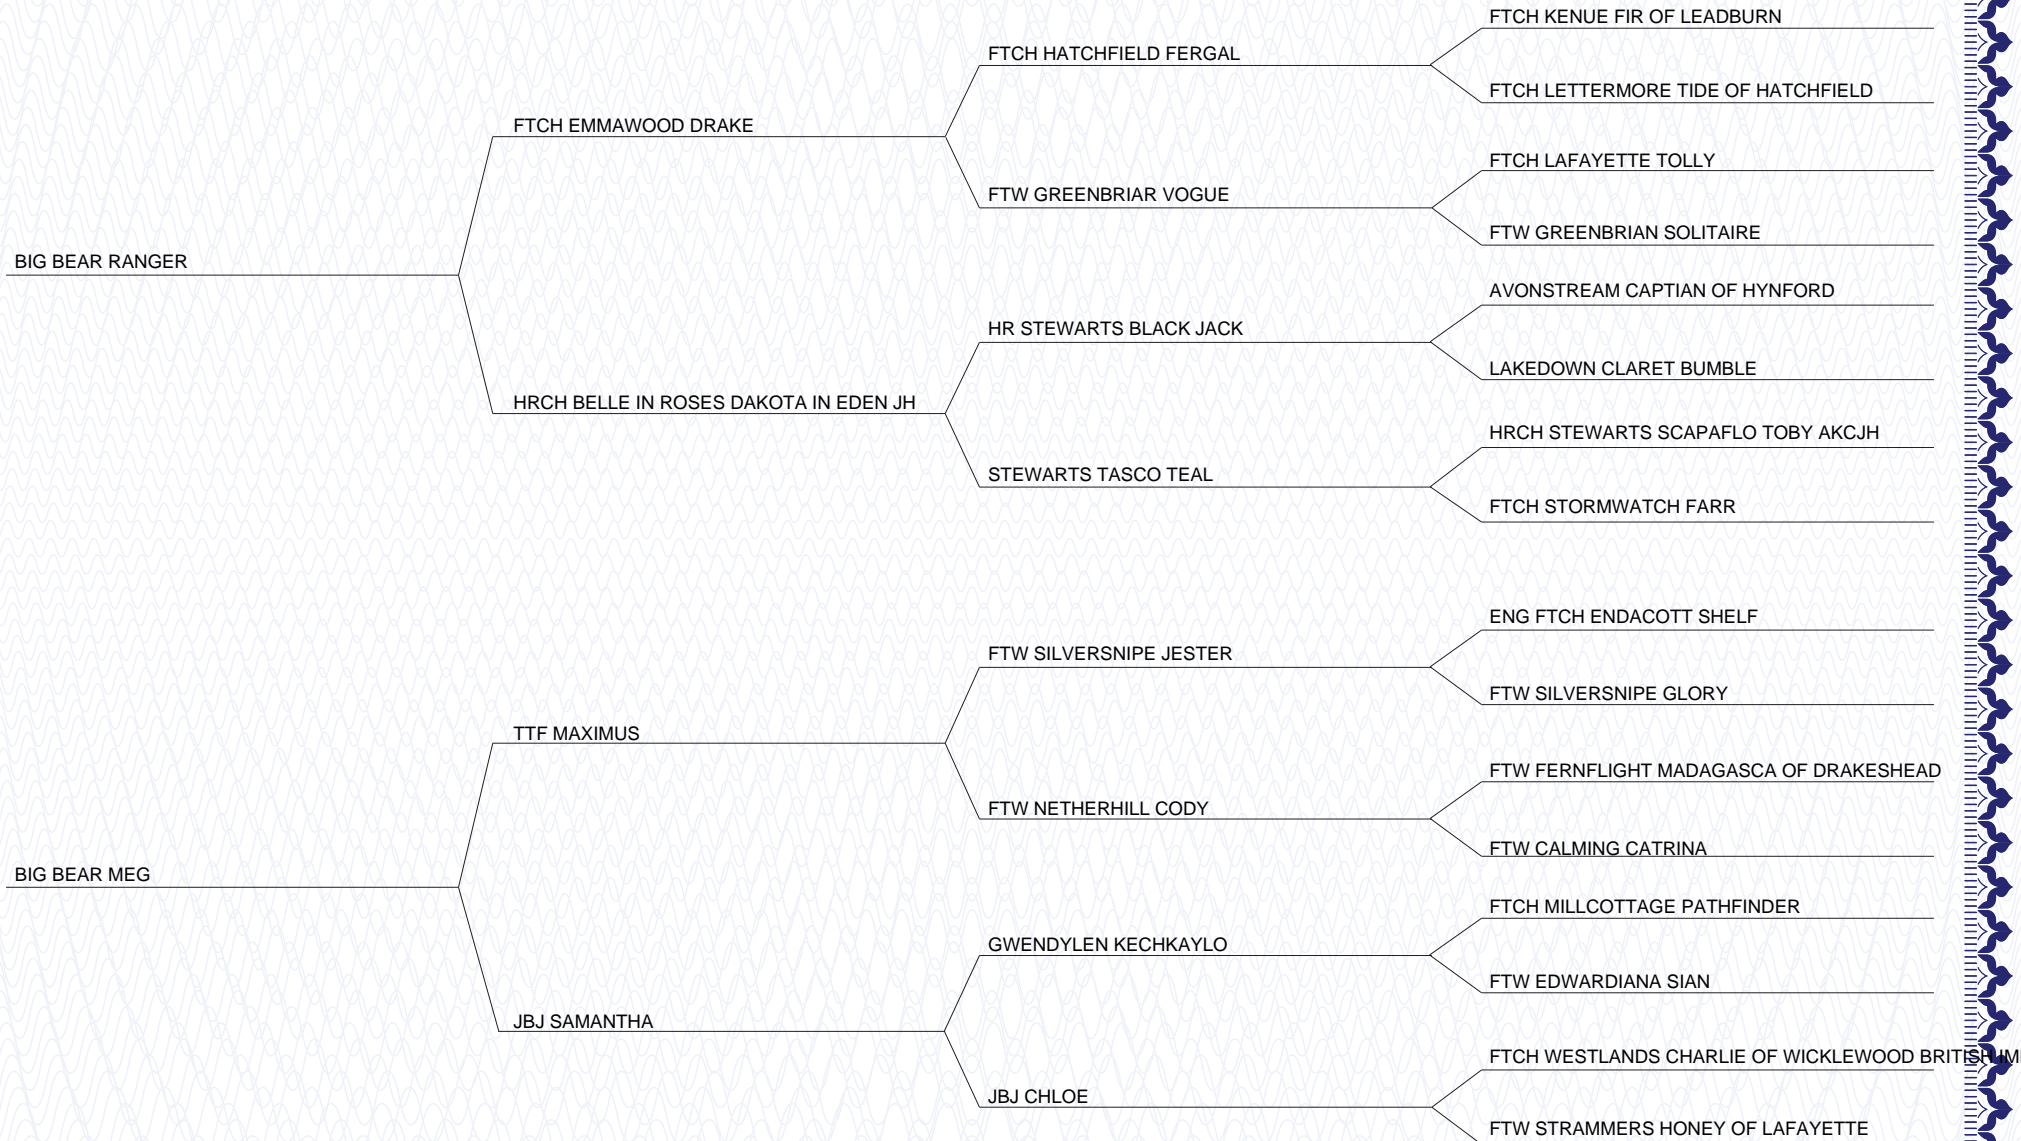 FTCH KENUE FIR OF LEADBURN
FTCH HATCHFIELD FERGAL
FTCH LETTERMORE TIDE OF HATCHFIELD
FTCH EMMAWOOD DRAKE
FTCH LAFAYETTE TOLLY
FTW GREENBRIAR VOGUE
FTW GREENBRIAN SOLITAIRE
BIG BEAR RANGER
AVONSTREAM CAPTIAN OF HYNFORD
HR STEWARTS BLACK JACK
LAKEDOWN CLARET BUMBLE
HRCH BELLE IN ROSES DAKOTA IN EDEN JH
HRCH STEWARTS SCAPAFLO TOBY AKCJH
STEWARTS TASCO TEAL
FTCH STORMWATCH FARR
ENG FTCH ENDACOTT SHELF
FTW SILVERSNIPE JESTER
FTW SILVERSNIPE GLORY
TTF MAXIMUS
FTW FERNFLIGHT MADAGASCA OF DRAKESHEAD
FTW NETHERHILL CODY
FTW CALMING CATRINA
BIG BEAR MEG
FTCH MILLCOTTAGE PATHFINDER
GWENDYLEN KECHKAYLO
FTW EDWARDIANA SIAN
JBJ SAMANTHA
FTCH WESTLANDS CHARLIE OF WICKLEWOOD BRITISH
JBJ CHLOE
FTW STRAMMERS HONEY OF LAFAYETTE